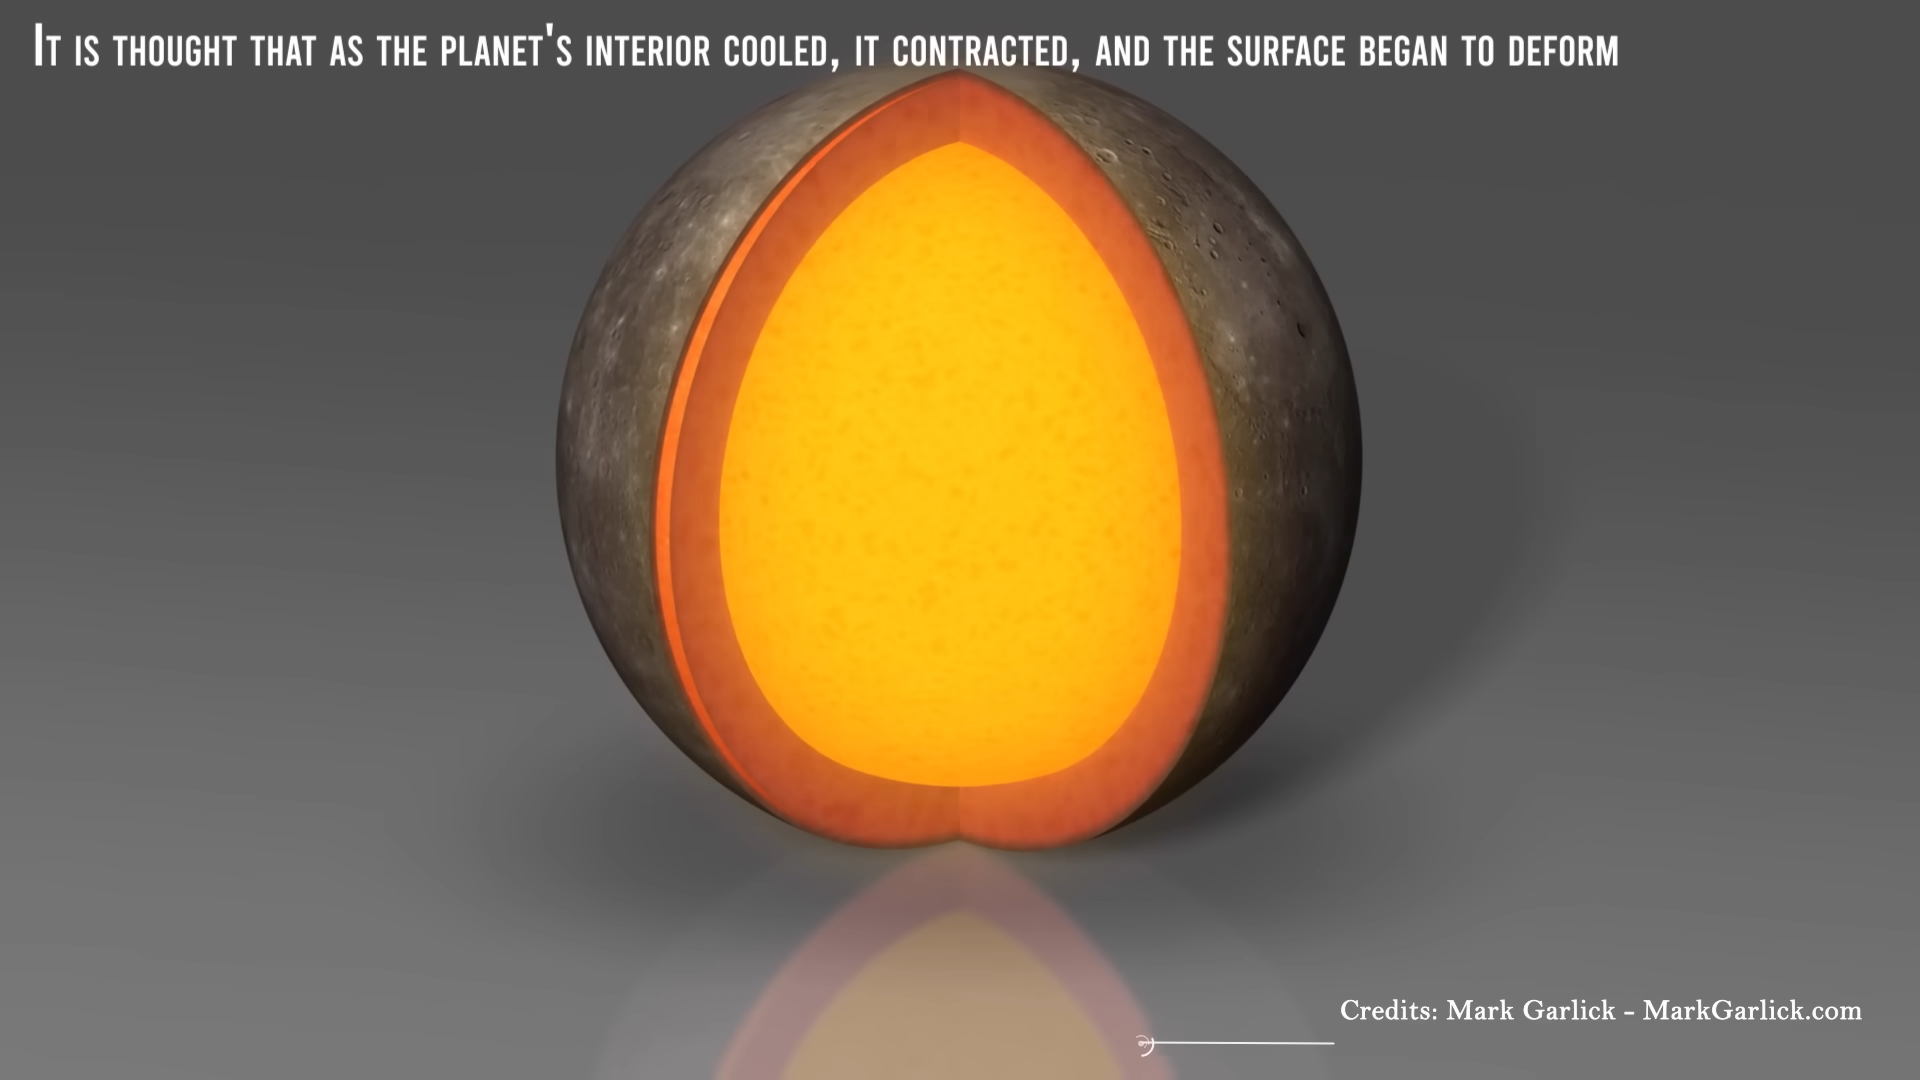 It is thought that as the planet's interior cooled, it contracted, and the surface began to deform
Credits: Mark Garlick - MarkGarlick.com